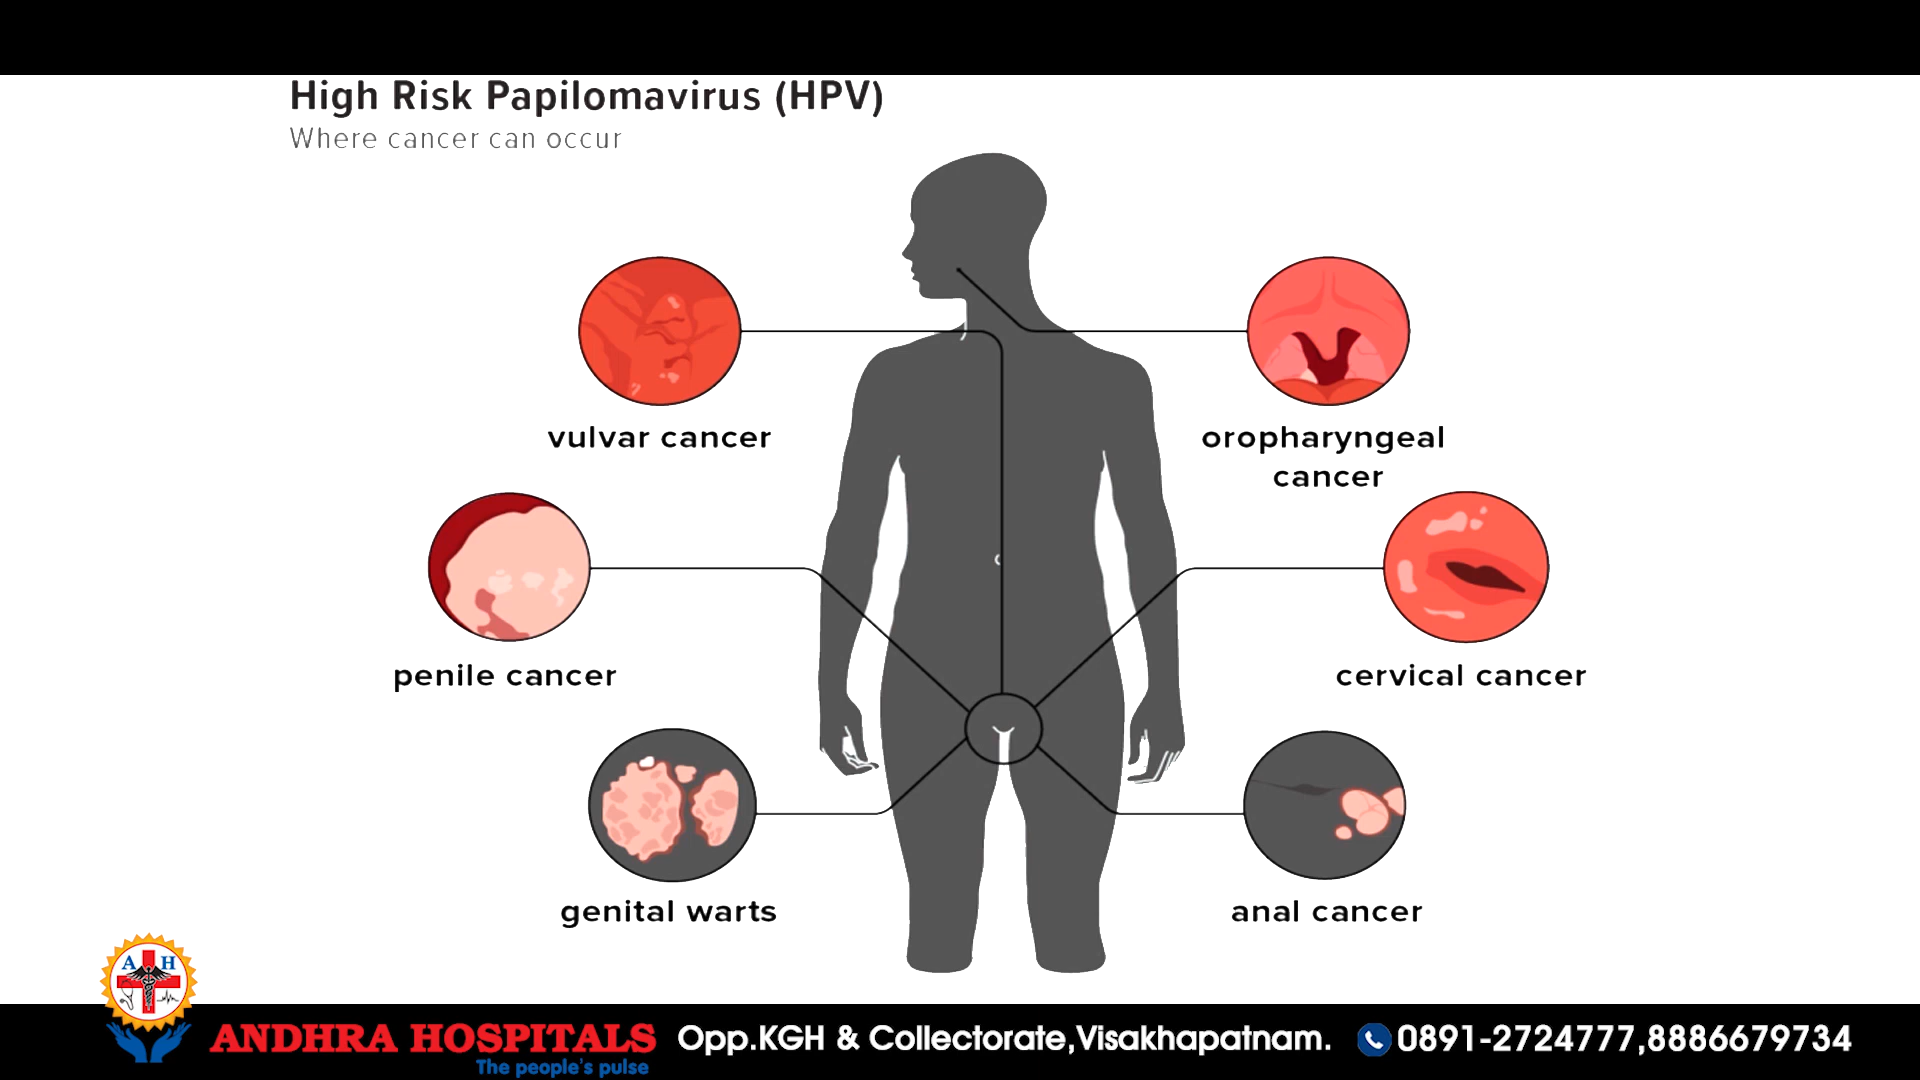 High Risk Papilomavirus (HPV)
Where cancer can occur
vulvar cancer
oropharyngeal
cancer
penile cancer
cervical cancer
genital warts
anal cancer
A H
ANDHRA HOSPITALS
The people's pulse
Opp.KGH & Collectorate,Visakhapatnam.
0891-2724777,8886679734